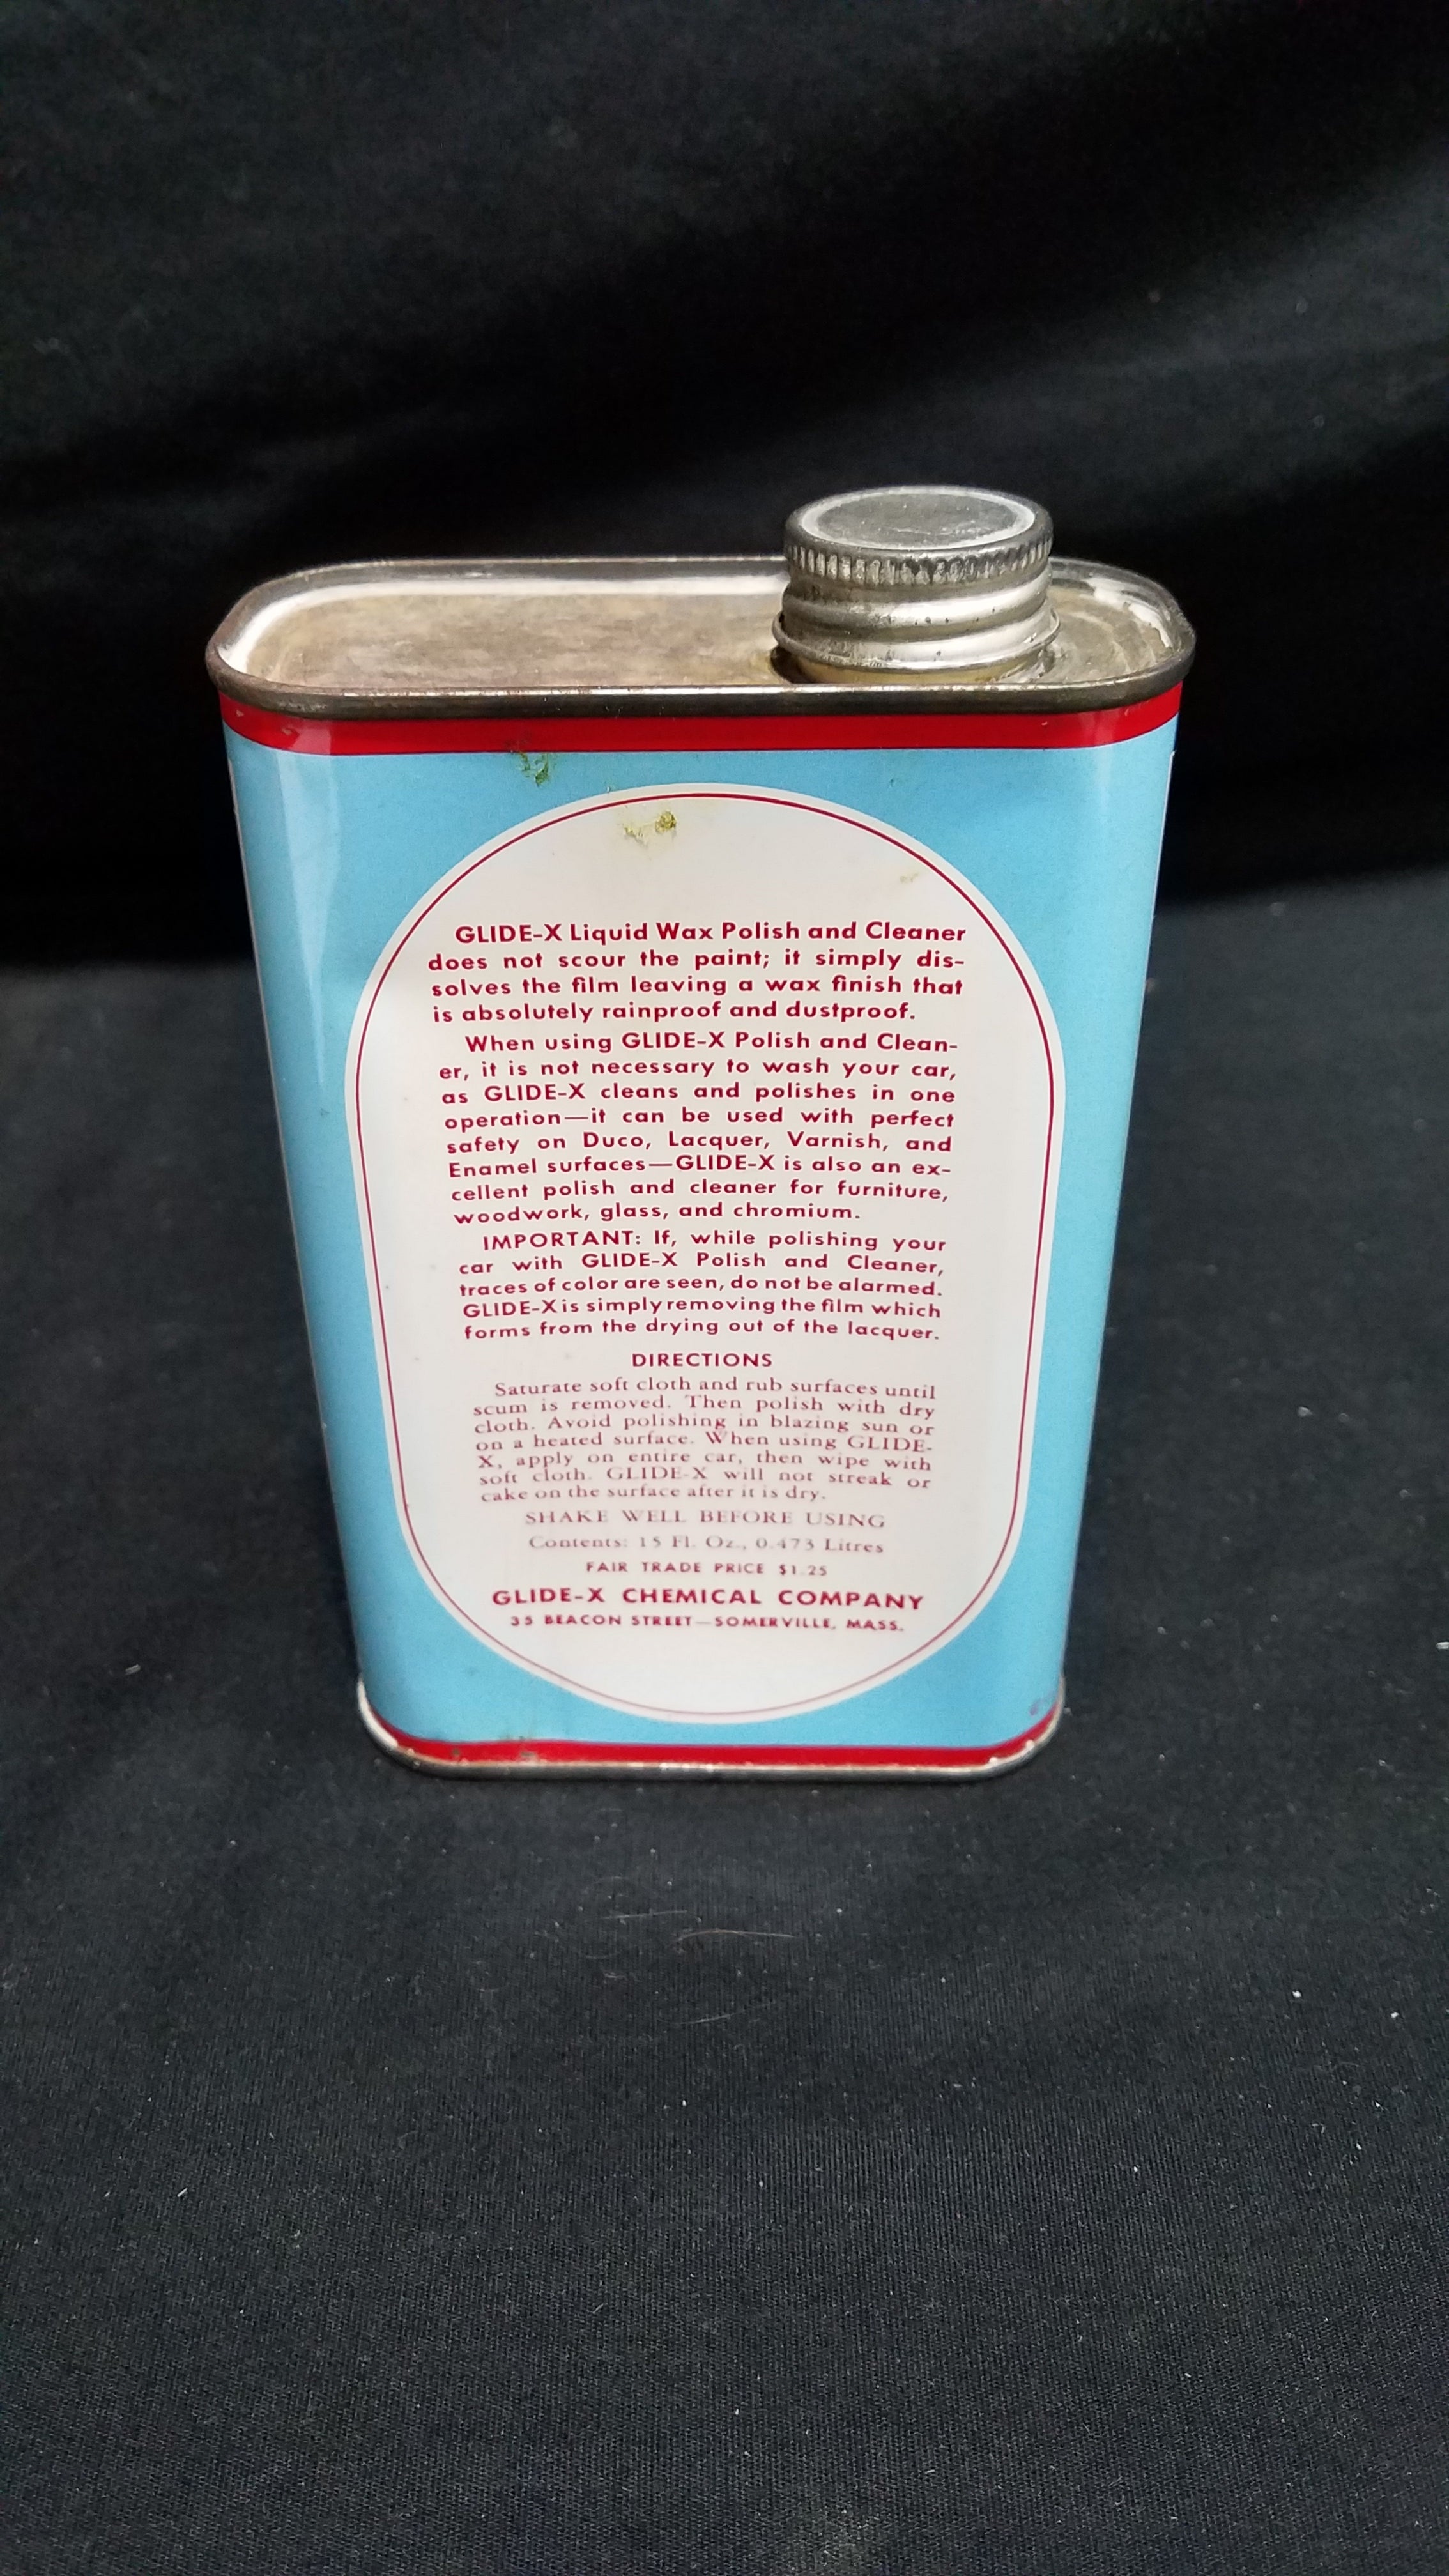 GLIDE-X Liquid Wax Polish and Cleaner
does not scour the paint; it simply dis-
solves the film leaving a wax finish that
is absolutely rainproof and dustproof.
When using GLIDE-X Polish and Clean-
er, it is not necessary to wash your car,
as GLIDE-X cleans and polishes in one
operation—it can be used with perfect
safety on Duco, Lacquer, Varnish, and
Enamel surfaces—GLIDE-X is also an ex-
cellent polish and cleaner for furniture,
woodwork, glass, and chromium.
IMPORTANT: If, while polishing your
car with GLIDE-X Polish and Cleaner,
traces of color are seen, do not be alarmed.
GLIDE-X is simply removing the film which
forms from the drying out of the lacquer.
DIRECTIONS
Saturate soft cloth and rub surfaces until
scum is removed. Then polish with dry
cloth. Avoid polishing in blazing sun or
on a heated surface. When using GLIDE-
X, apply on entire car, then wipe with
soft cloth. GLIDE-X will not streak or
cake on the surface after it is dry.
SHAKE WELL BEFORE USING
Contents: 15 Fl. Oz., 0.473 Litres
FAIR TRADE PRICE $1.25
GLIDE-X CHEMICAL COMPANY
35 BEACON STREET—SOMERVILLE, MASS.